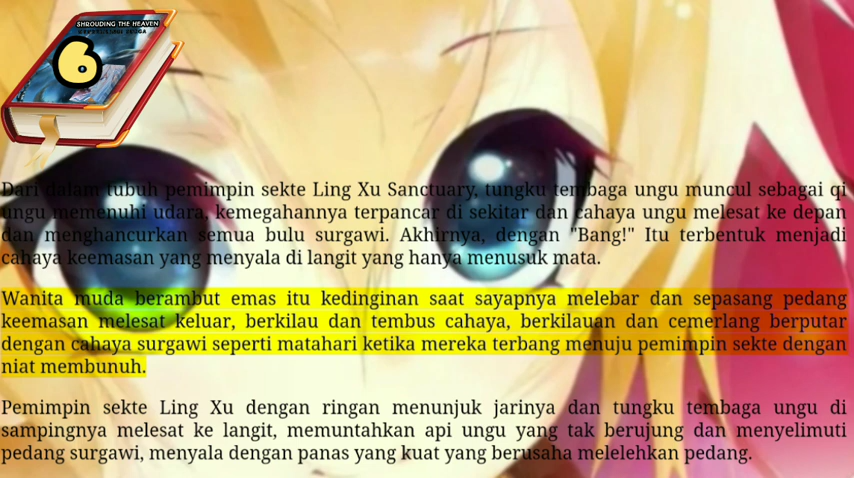 SHROUDING THE HEAVEN
6
Dari dalam tubuh pemimpin sekte Ling Xu Sanctuary, tungku tembaga ungu muncul sebagai qi
ungu memenuhi udara, kemegahannya terpancar di sekitar dan cahaya ungu melesat ke depan
dan menghancurkan semua bulu surgawi. Akhirnya, dengan "Bang!" Itu terbentuk menjadi
cahaya keemasan yang menyala di langit yang hanya menusuk mata.
Wanita muda berambut emas itu kedinginan saat sayapnya melebar dan sepasang pedang
keemasan melesat keluar, berkilau dan tembus cahaya, berkilauan dan cemerlang berputar
dengan cahaya surgawi seperti matahari ketika mereka terbang menuju pemimpin sekte dengan
niat membunuh.
Pemimpin sekte Ling Xu dengan ringan menunjuk jarinya dan tungku tembaga ungu di
sampingnya melesat ke langit, memuntahkan api ungu yang tak berujung dan menyelimuti
pedang surgawi, menyala dengan panas yang kuat yang berusaha melelehkan pedang.